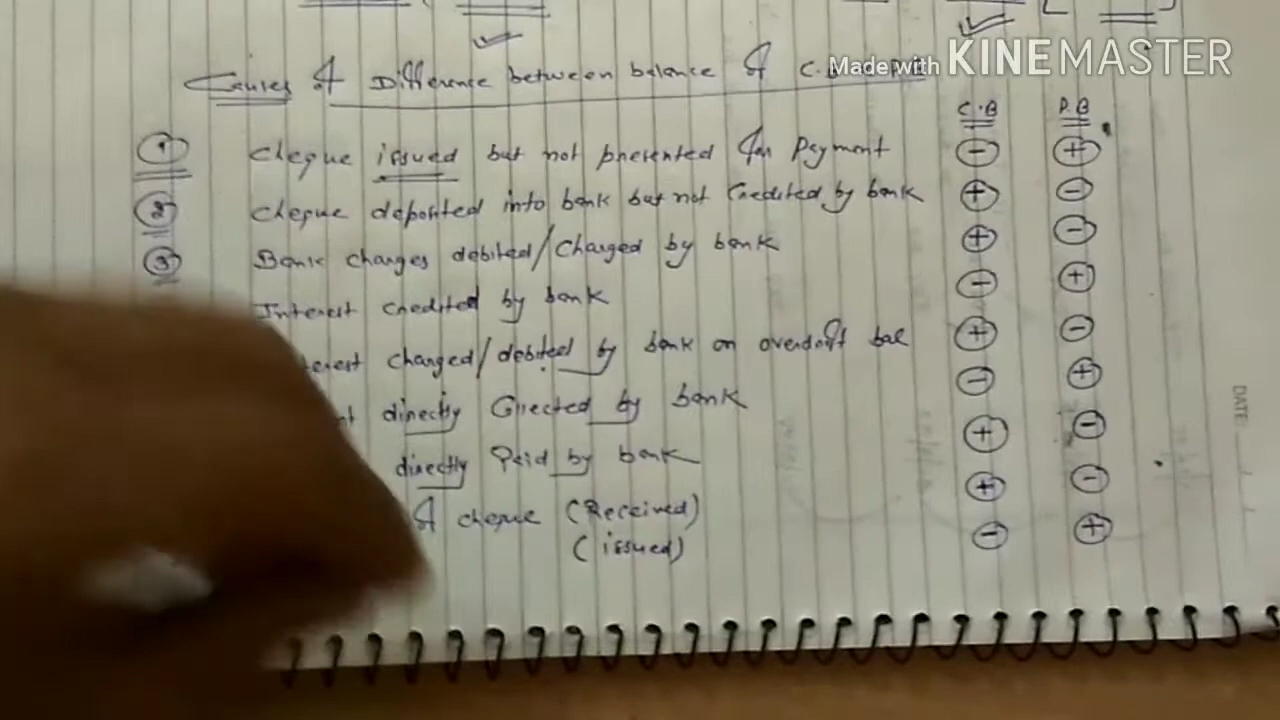 Causes of Difference between balance of C.B
Made with KINEMASTER
C.B P.B
1 Cheque issued but not presented for Payment - +
2 Cheque deposited into bank but not Credited by bank + -
3 Bank charges debited/charged by bank + -
Interest credited by bank - +
erest charged/debited by bank on overdraft bal + -
directly Collected by bank - +
directly Paid by bank + -
of cheque (Received) + -
(issued) - +
DATE: